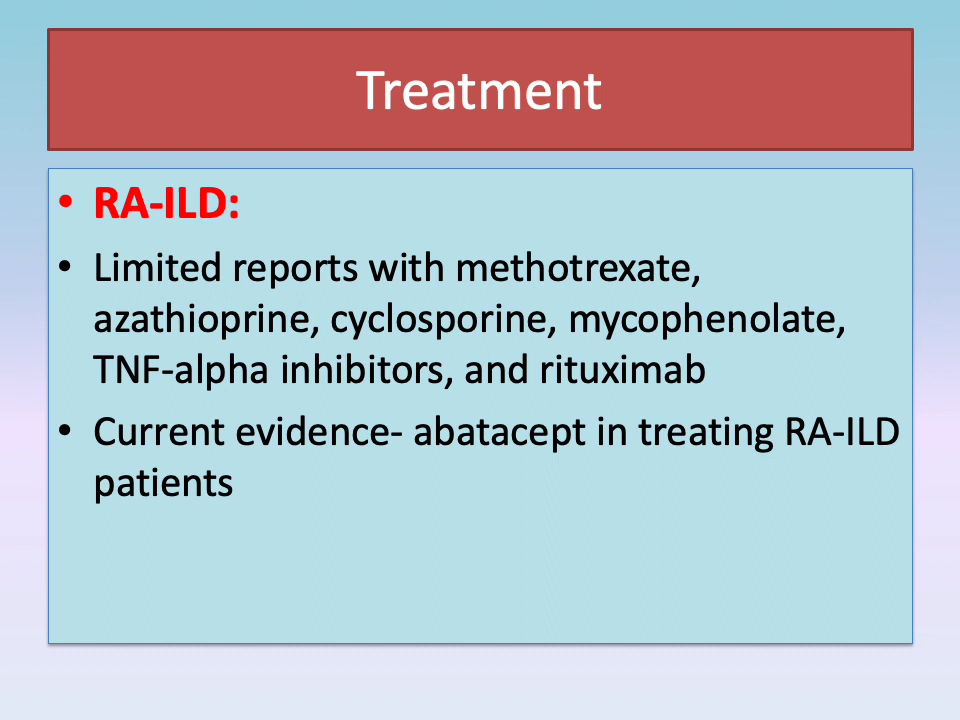 Treatment
• RA-ILD:
• Limited reports with methotrexate,
azathioprine, cyclosporine, mycophenolate,
TNF-alpha inhibitors, and rituximab
• Current evidence- abatacept in treating RA-ILD
patients